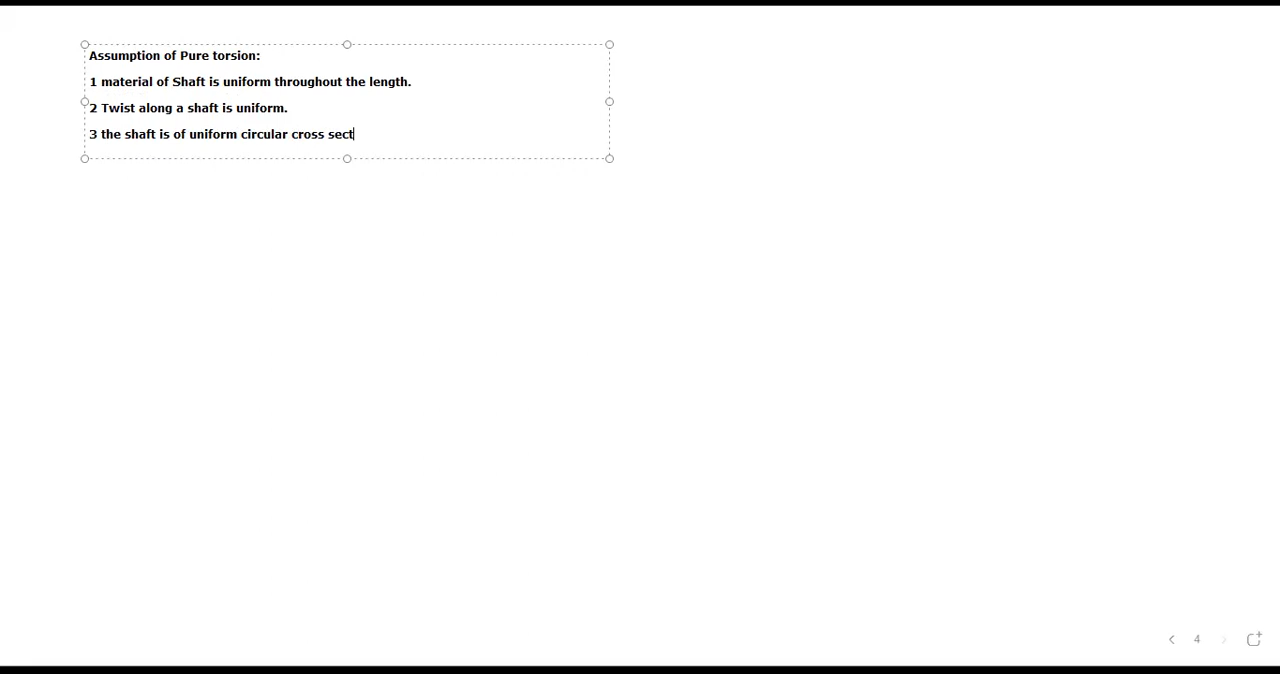 Assumption of Pure torsion:
1 material of Shaft is uniform throughout the length.
2 Twist along a shaft is uniform.
3 the shaft is of uniform circular cross sect
4